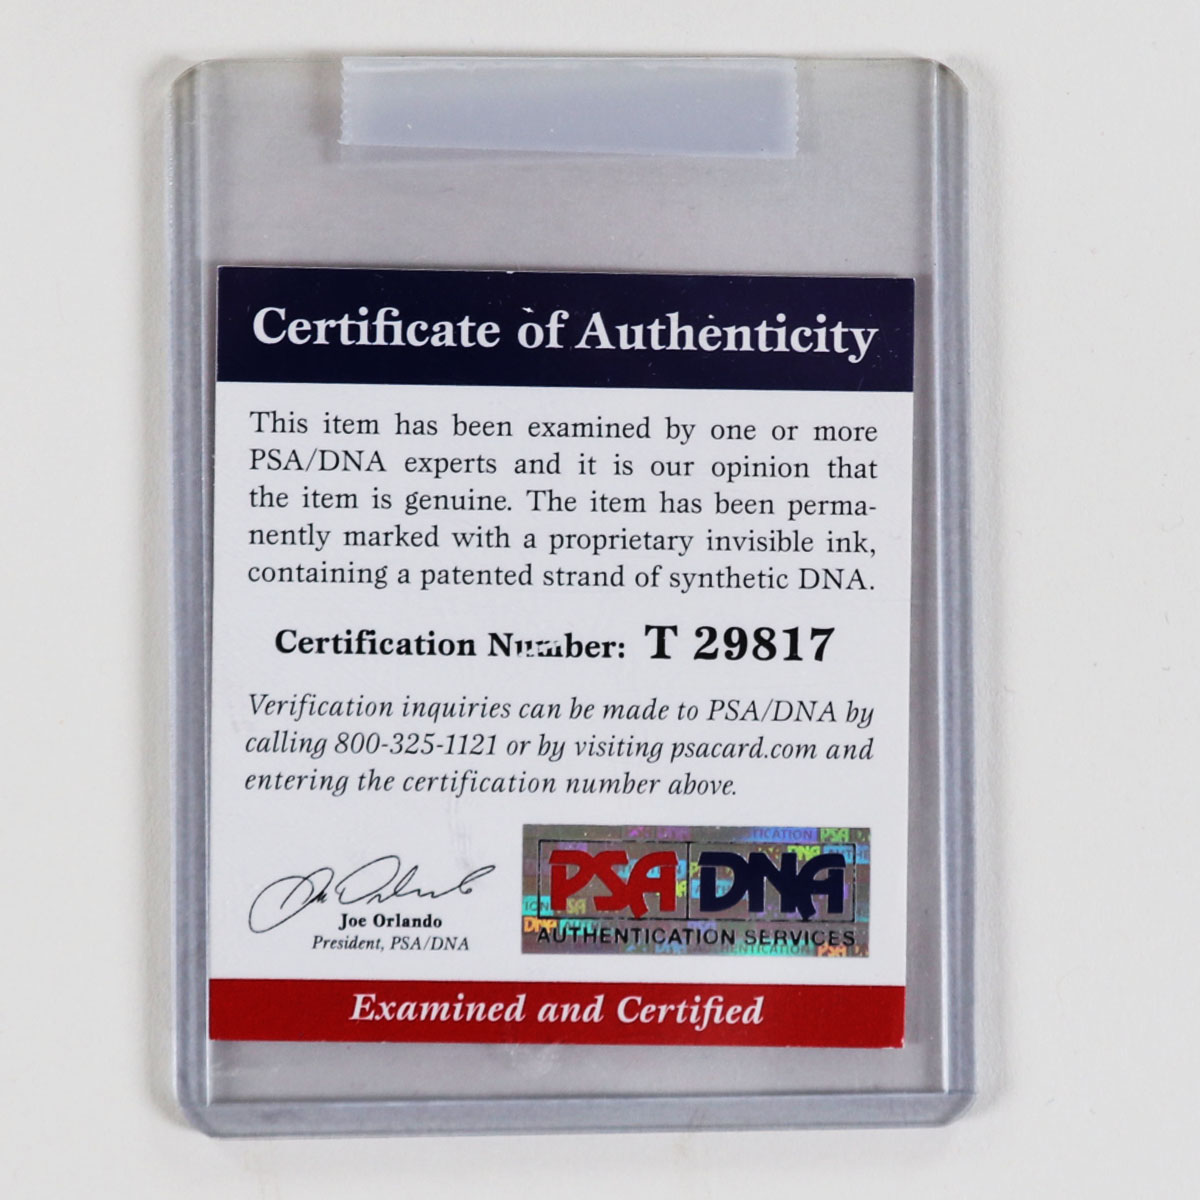 Certificate of Authenticity
This item has been examined by one or more
PSA/DNA experts and it is our opinion that
the item is genuine. The item has been perma-
nently marked with a proprietary invisible ink,
containing a patented strand of synthetic DNA.
Certification Number: T 29817
Verification inquiries can be made to PSA/DNA by
calling 800-325-1121 or by visiting psacard.com and
entering the certification number above.
Joe Orlando
President, PSA/DNA
PSA DNA
AUTHENTICATION SERVICES
Examined and Certified